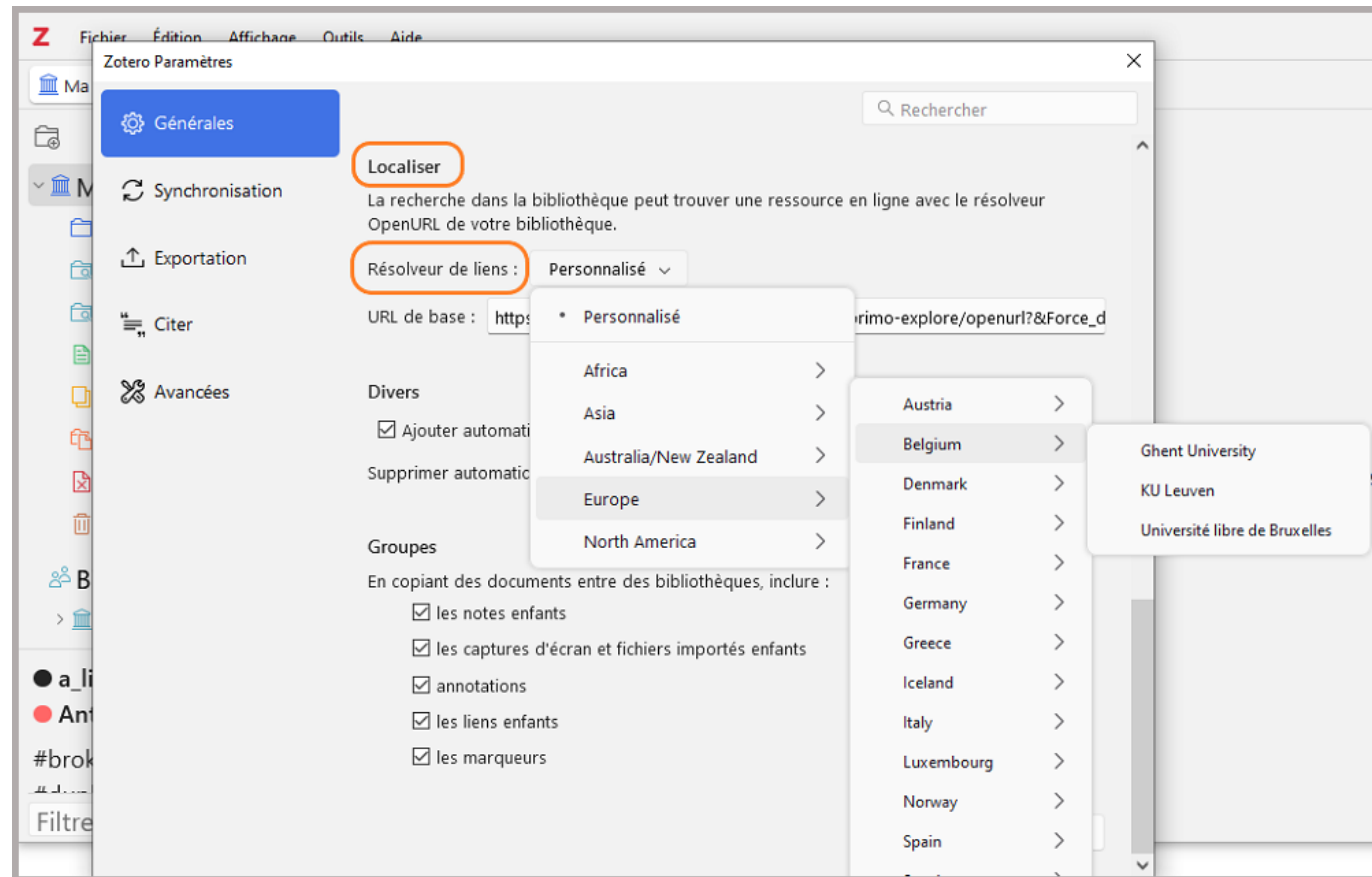 Z Fichier Édition Affichage Outils Aide
Zotero Paramètres
Ma
Rechercher
Générales
Synchronisation
Exportation
Citer
Avancées
Localiser
La recherche dans la bibliothèque peut trouver une ressource en ligne avec le résolveur
OpenURL de votre bibliothèque.
Résolveur de liens : Personnalisé
URL de base : https rimo-explore/openurl?&Force_d
Personnalisé
Africa
Asia
Australia/New Zealand
Europe
North America
Austria
Belgium
Denmark
Finland
France
Germany
Greece
Iceland
Italy
Luxembourg
Norway
Spain
Ghent University
KU Leuven
Université libre de Bruxelles
Divers
Ajouter automati
Supprimer automatiq
Groupes
En copiant des documents entre des bibliothèques, inclure :
les notes enfants
les captures d'écran et fichiers importés enfants
annotations
les liens enfants
les marqueurs
M
B
a_li
Ant
#brok
Filtre